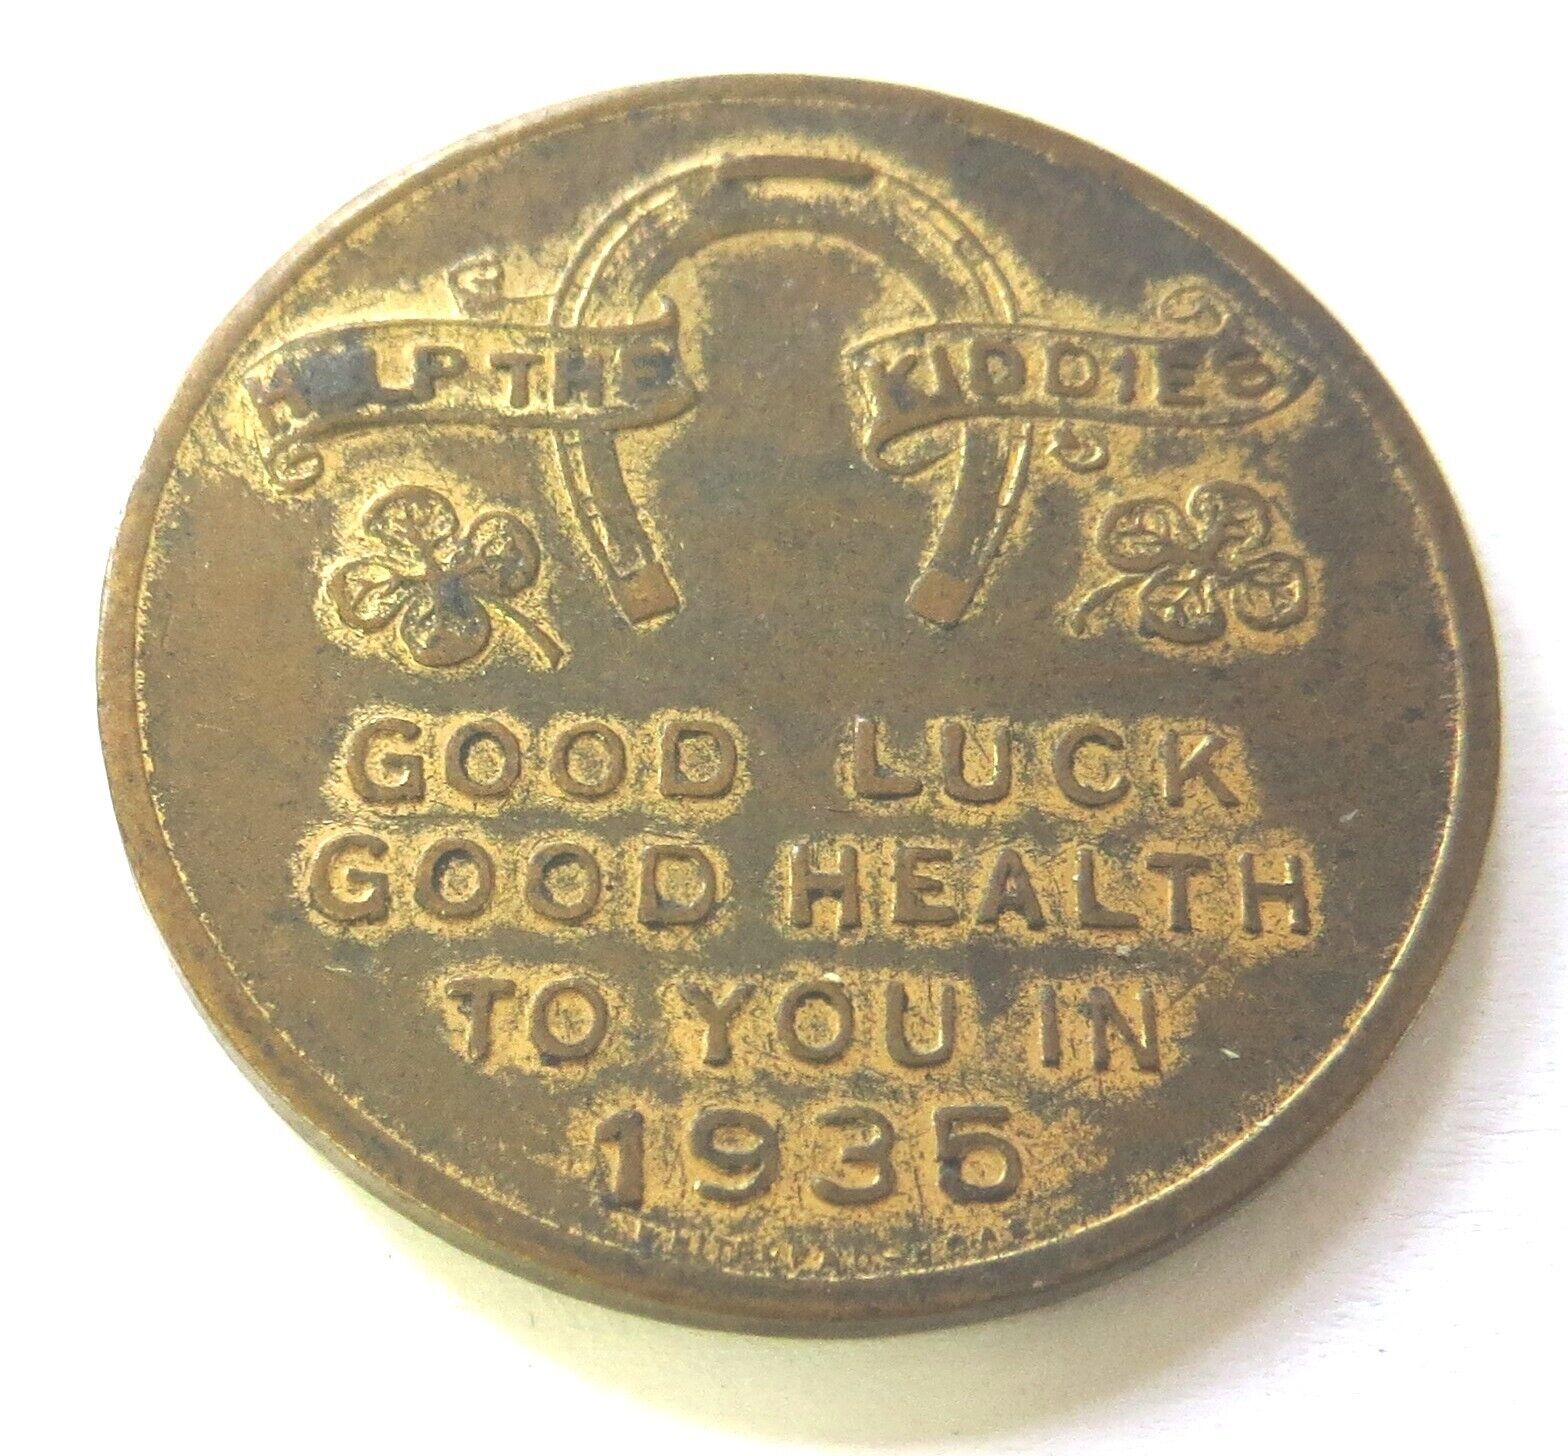 HELP THE KIDDIES
GOOD LUCK
GOOD HEALTH
TO YOU IN
1935